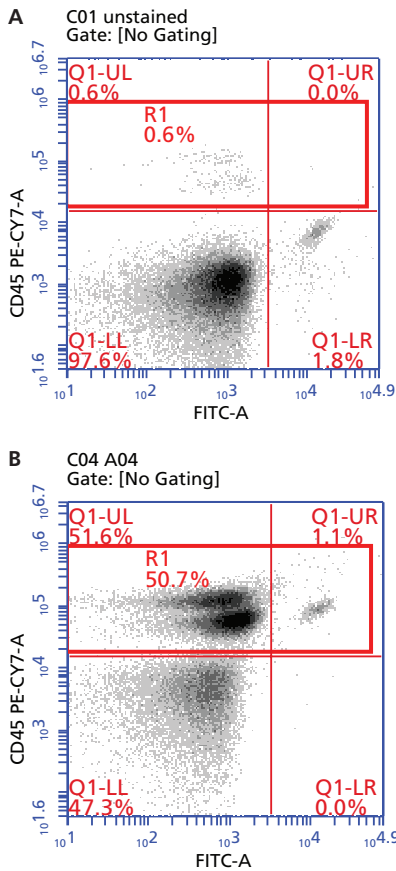 A
C01 unstained
Gate: [No Gating]
Q1-UL
0.6%
Q1-UR
0.0%
R1
0.6%
CD45 PE-CY7-A
10 6.7
10 6
10 5
10 4
10 3
10 1.6
Q1-LL
97.6%
Q1-LR
1.8%
10 1
10 2
10 3
10 4
10 4.9
FITC-A
B
C04 A04
Gate: [No Gating]
Q1-UL
51.6%
Q1-UR
1.1%
R1
50.7%
CD45 PE-CY7-A
10 6.7
10 6
10 5
10 4
10 3
10 1.6
Q1-LL
47.3%
Q1-LR
0.0%
10 1
10 2
10 3
10 4
10 4.9
FITC-A